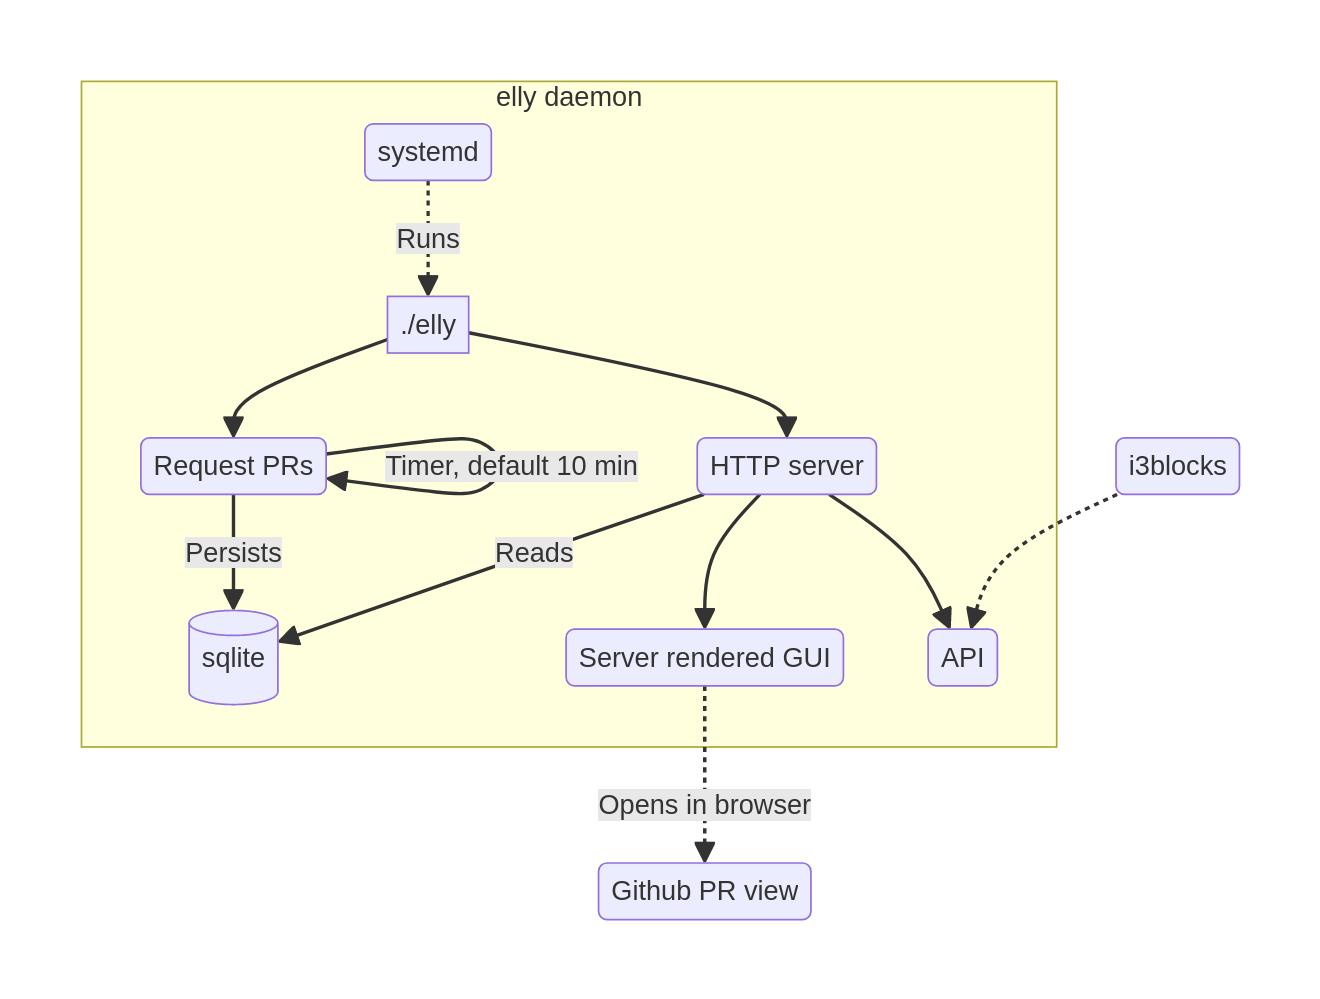 elly daemon
systemd
Runs
./elly
Request PRs
Timer, default 10 min
HTTP server
i3blocks
Persists
Reads
sqlite
Server rendered GUI
API
Opens in browser
Github PR view